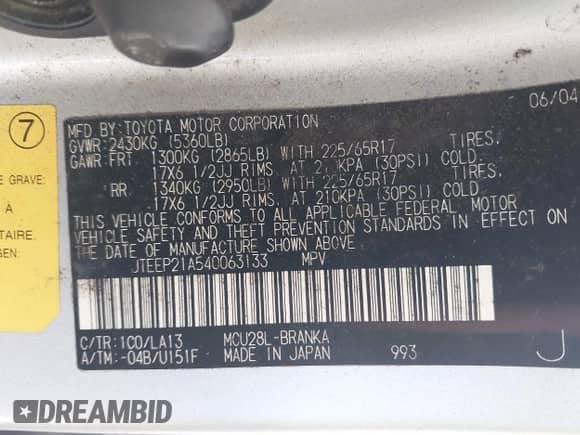 06/04
MFD. BY: TOYOTA MOTOR CORPORATION
GVWR: 2430KG (5360LB)
GAWR: FRT. 1300KG (2865LB) WITH 225/65R17 TIRES,
17X6 1/2JJ RIMS, AT 210KPA (30PSI) COLD.
RR. 1340KG (2950LB) WITH 225/65R17 TIRES,
17X6 1/2JJ RIMS, AT 210KPA (30PSI) COLD.
THIS VEHICLE CONFORMS TO ALL APPLICABLE FEDERAL MOTOR
VEHICLE SAFETY AND THEFT PREVENTION STANDARDS IN EFFECT ON
THE DATE OF MANUFACTURE SHOWN ABOVE.
JTEEP21A540063133 MPV
C/TR: 1C0/LA13 MCU28L-BRANKA
A/TM: -04B/U151F MADE IN JAPAN 993 J
7
E GRAVE:
À
TAIRE.
GEN:
DREAMBID